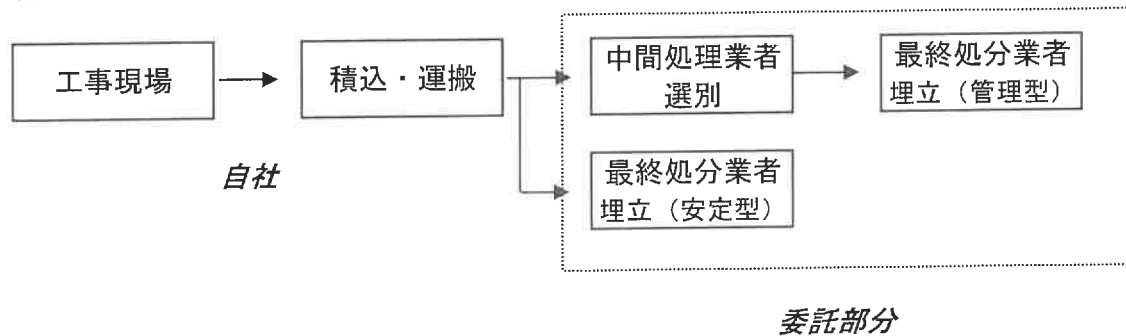 工事現場
積込・運搬
中間処理業者
選別
最終処分業者
埋立（管理型）
自社
最終処分業者
埋立（安定型）
委託部分